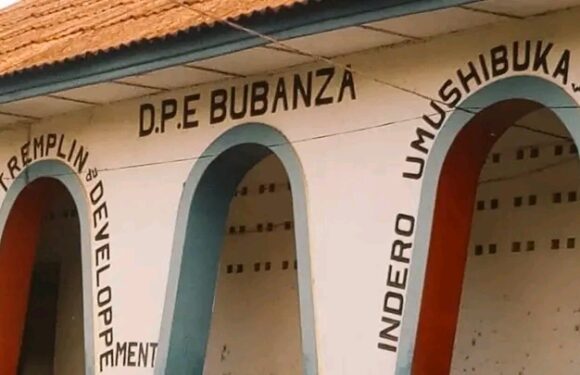 TREMPLIN DU DEVELOPPEMENT
D.P.E BUBANZA
INDERO UMUSHIBUKA